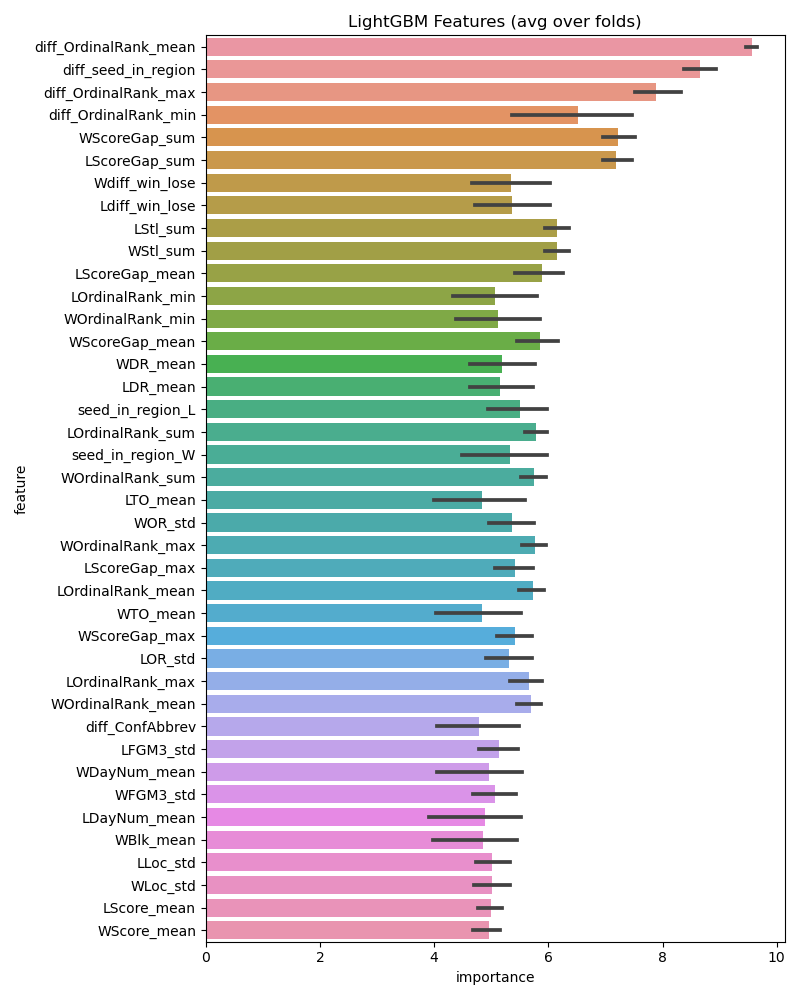 LightGBM Features (avg over folds)
diff_OrdinalRank_mean
diff_seed_in_region
diff_OrdinalRank_max
diff_OrdinalRank_min
WScoreGap_sum
LScoreGap_sum
Wdiff_win_lose
Ldiff_win_lose
LStl_sum
WStl_sum
LScoreGap_mean
LOrdinalRank_min
WOrdinalRank_min
WScoreGap_mean
WDR_mean
LDR_mean
seed_in_region_L
LOrdinalRank_sum
seed_in_region_W
WOrdinalRank_sum
LTO_mean
WOR_std
WOrdinalRank_max
LScoreGap_max
LOrdinalRank_mean
WTO_mean
WScoreGap_max
LOR_std
LOrdinalRank_max
WOrdinalRank_mean
diff_ConfAbbrev
LFGM3_std
WDayNum_mean
WFGM3_std
LDayNum_mean
WBlk_mean
LLoc_std
WLoc_std
LScore_mean
WScore_mean
feature
0 2 4 6 8 10
importance